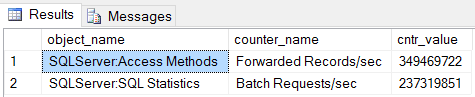 Results Messages
object_name counter_name cntr_value
1 SQLServer:Access Methods Forwarded Records/sec 349469722
2 SQLServer:SQL Statistics Batch Requests/sec 237319851